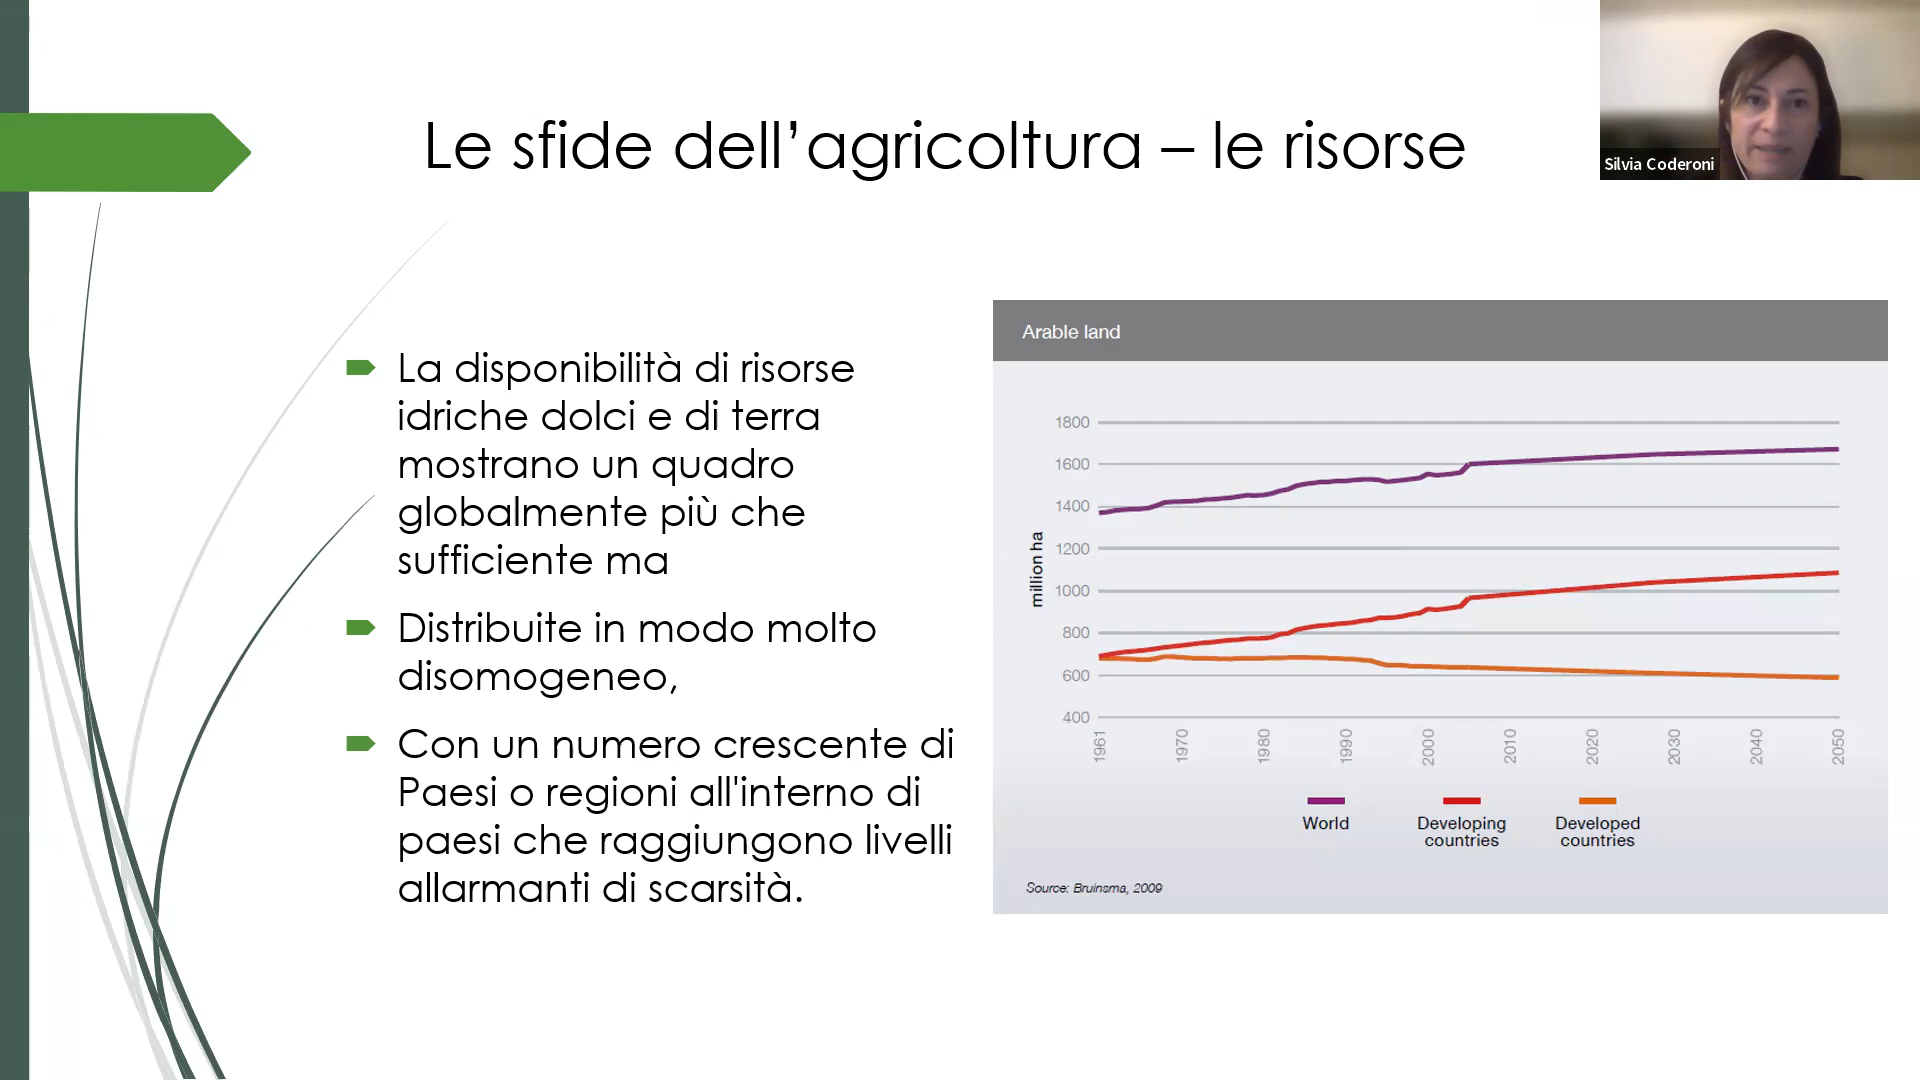 Le sfide dell’agricoltura – le risorse
Silvia Coderoni
La disponibilità di risorse
idriche dolci e di terra
mostrano un quadro
globalmente più che
sufficiente ma
Distribuite in modo molto
disomogeneo,
Con un numero crescente di
Paesi o regioni all'interno di
paesi che raggiungono livelli
allarmanti di scarsità.
Arable land
million ha
1800
1600
1400
1200
1000
800
600
400
1961
1970
1980
1990
2000
2010
2020
2030
2040
2050
World
Developing
countries
Developed
countries
Source: Bruinsma, 2009